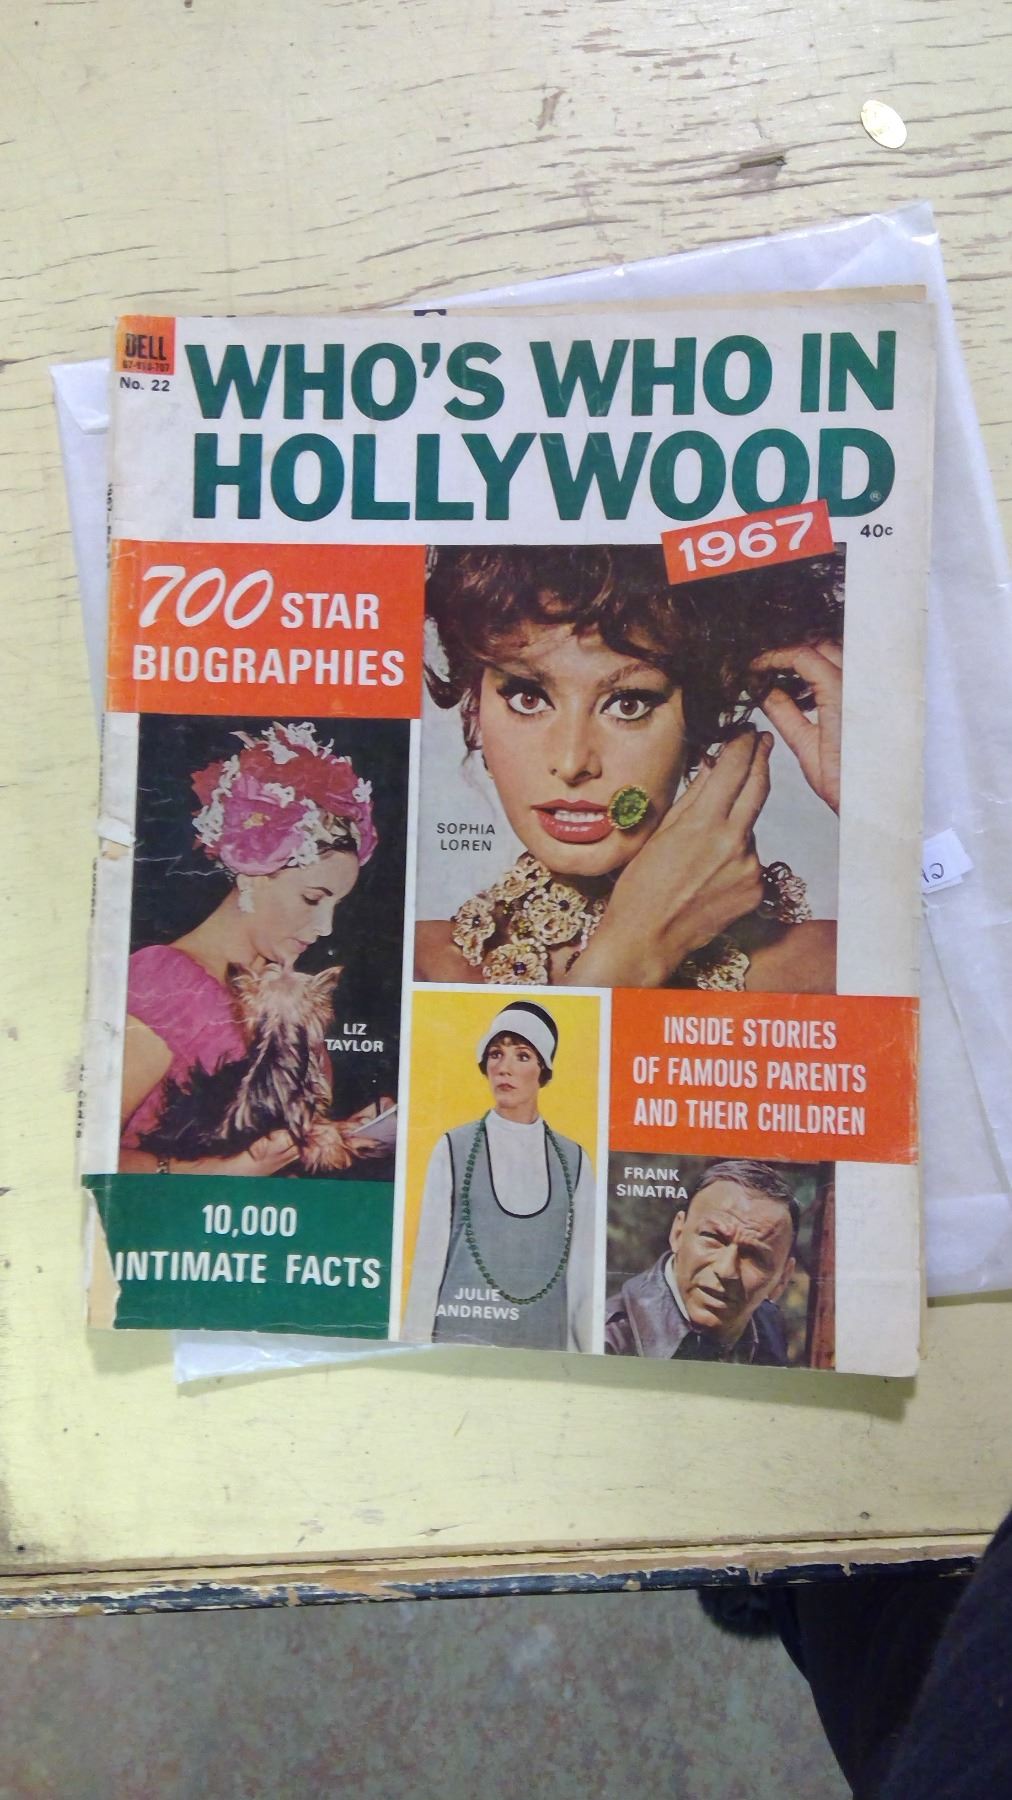 DELL
No. 22
WHO'S WHO IN
HOLLYWOOD®
1967
40c
700 STAR
BIOGRAPHIES
SOPHIA
LOREN
LIZ
TAYLOR
INSIDE STORIES
OF FAMOUS PARENTS
AND THEIR CHILDREN
FRANK
SINATRA
10,000
INTIMATE FACTS
JULIE
ANDREWS